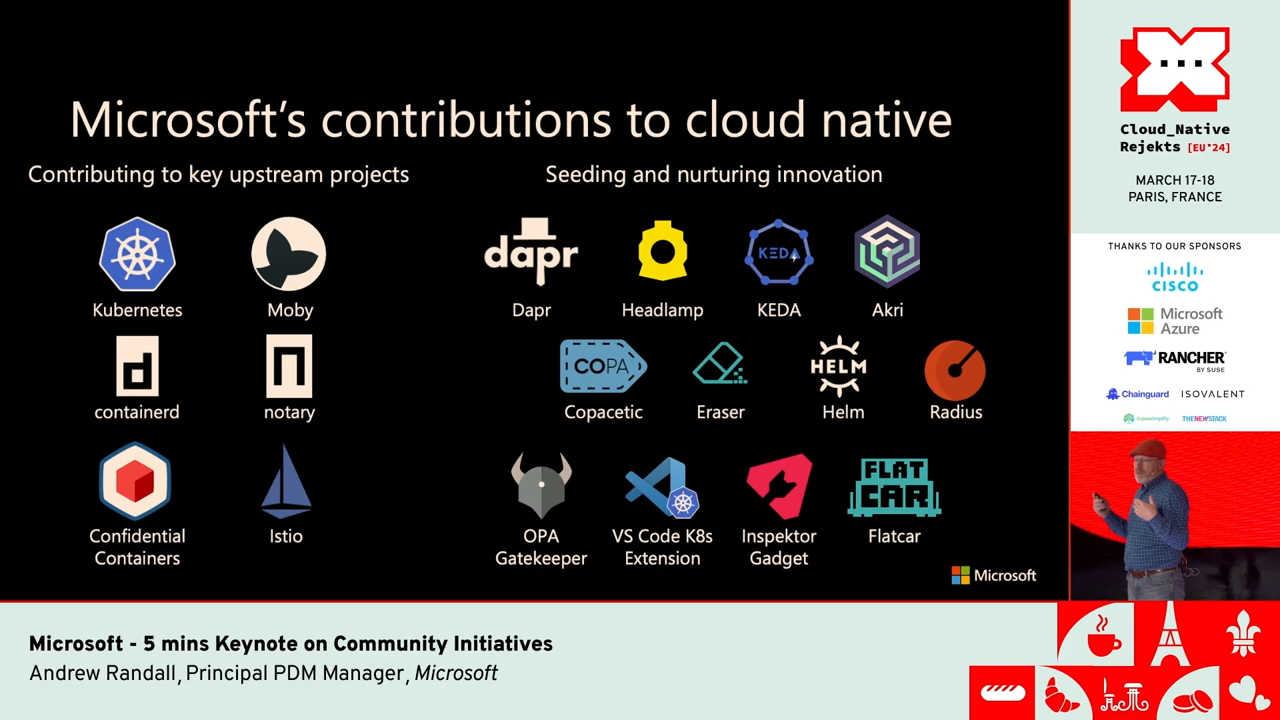 Microsoft's contributions to cloud native
Contributing to key upstream projects
Seeding and nurturing innovation
dapr
KEDA
Kubernetes
Moby
Dapr
Headlamp
KEDA
Akri
d
n
COPA
HELM
containerd
notary
Copacetic
Eraser
Helm
Radius
FLAT
CAR
Confidential
Containers
Istio
OPA
Gatekeeper
VS Code K8s
Extension
Inspektor
Gadget
Flatcar
Microsoft
Cloud_Native
Rejekts [EU'24]
MARCH 17-18
PARIS, FRANCE
THANKS TO OUR SPONSORS
CISCO
Microsoft
Azure
RANCHER
BY SUSE
Chainguard
ISOVALENT
Kubesimplify
THENEWSTACK
Microsoft - 5 mins Keynote on Community Initiatives
Andrew Randall, Principal PDM Manager, Microsoft